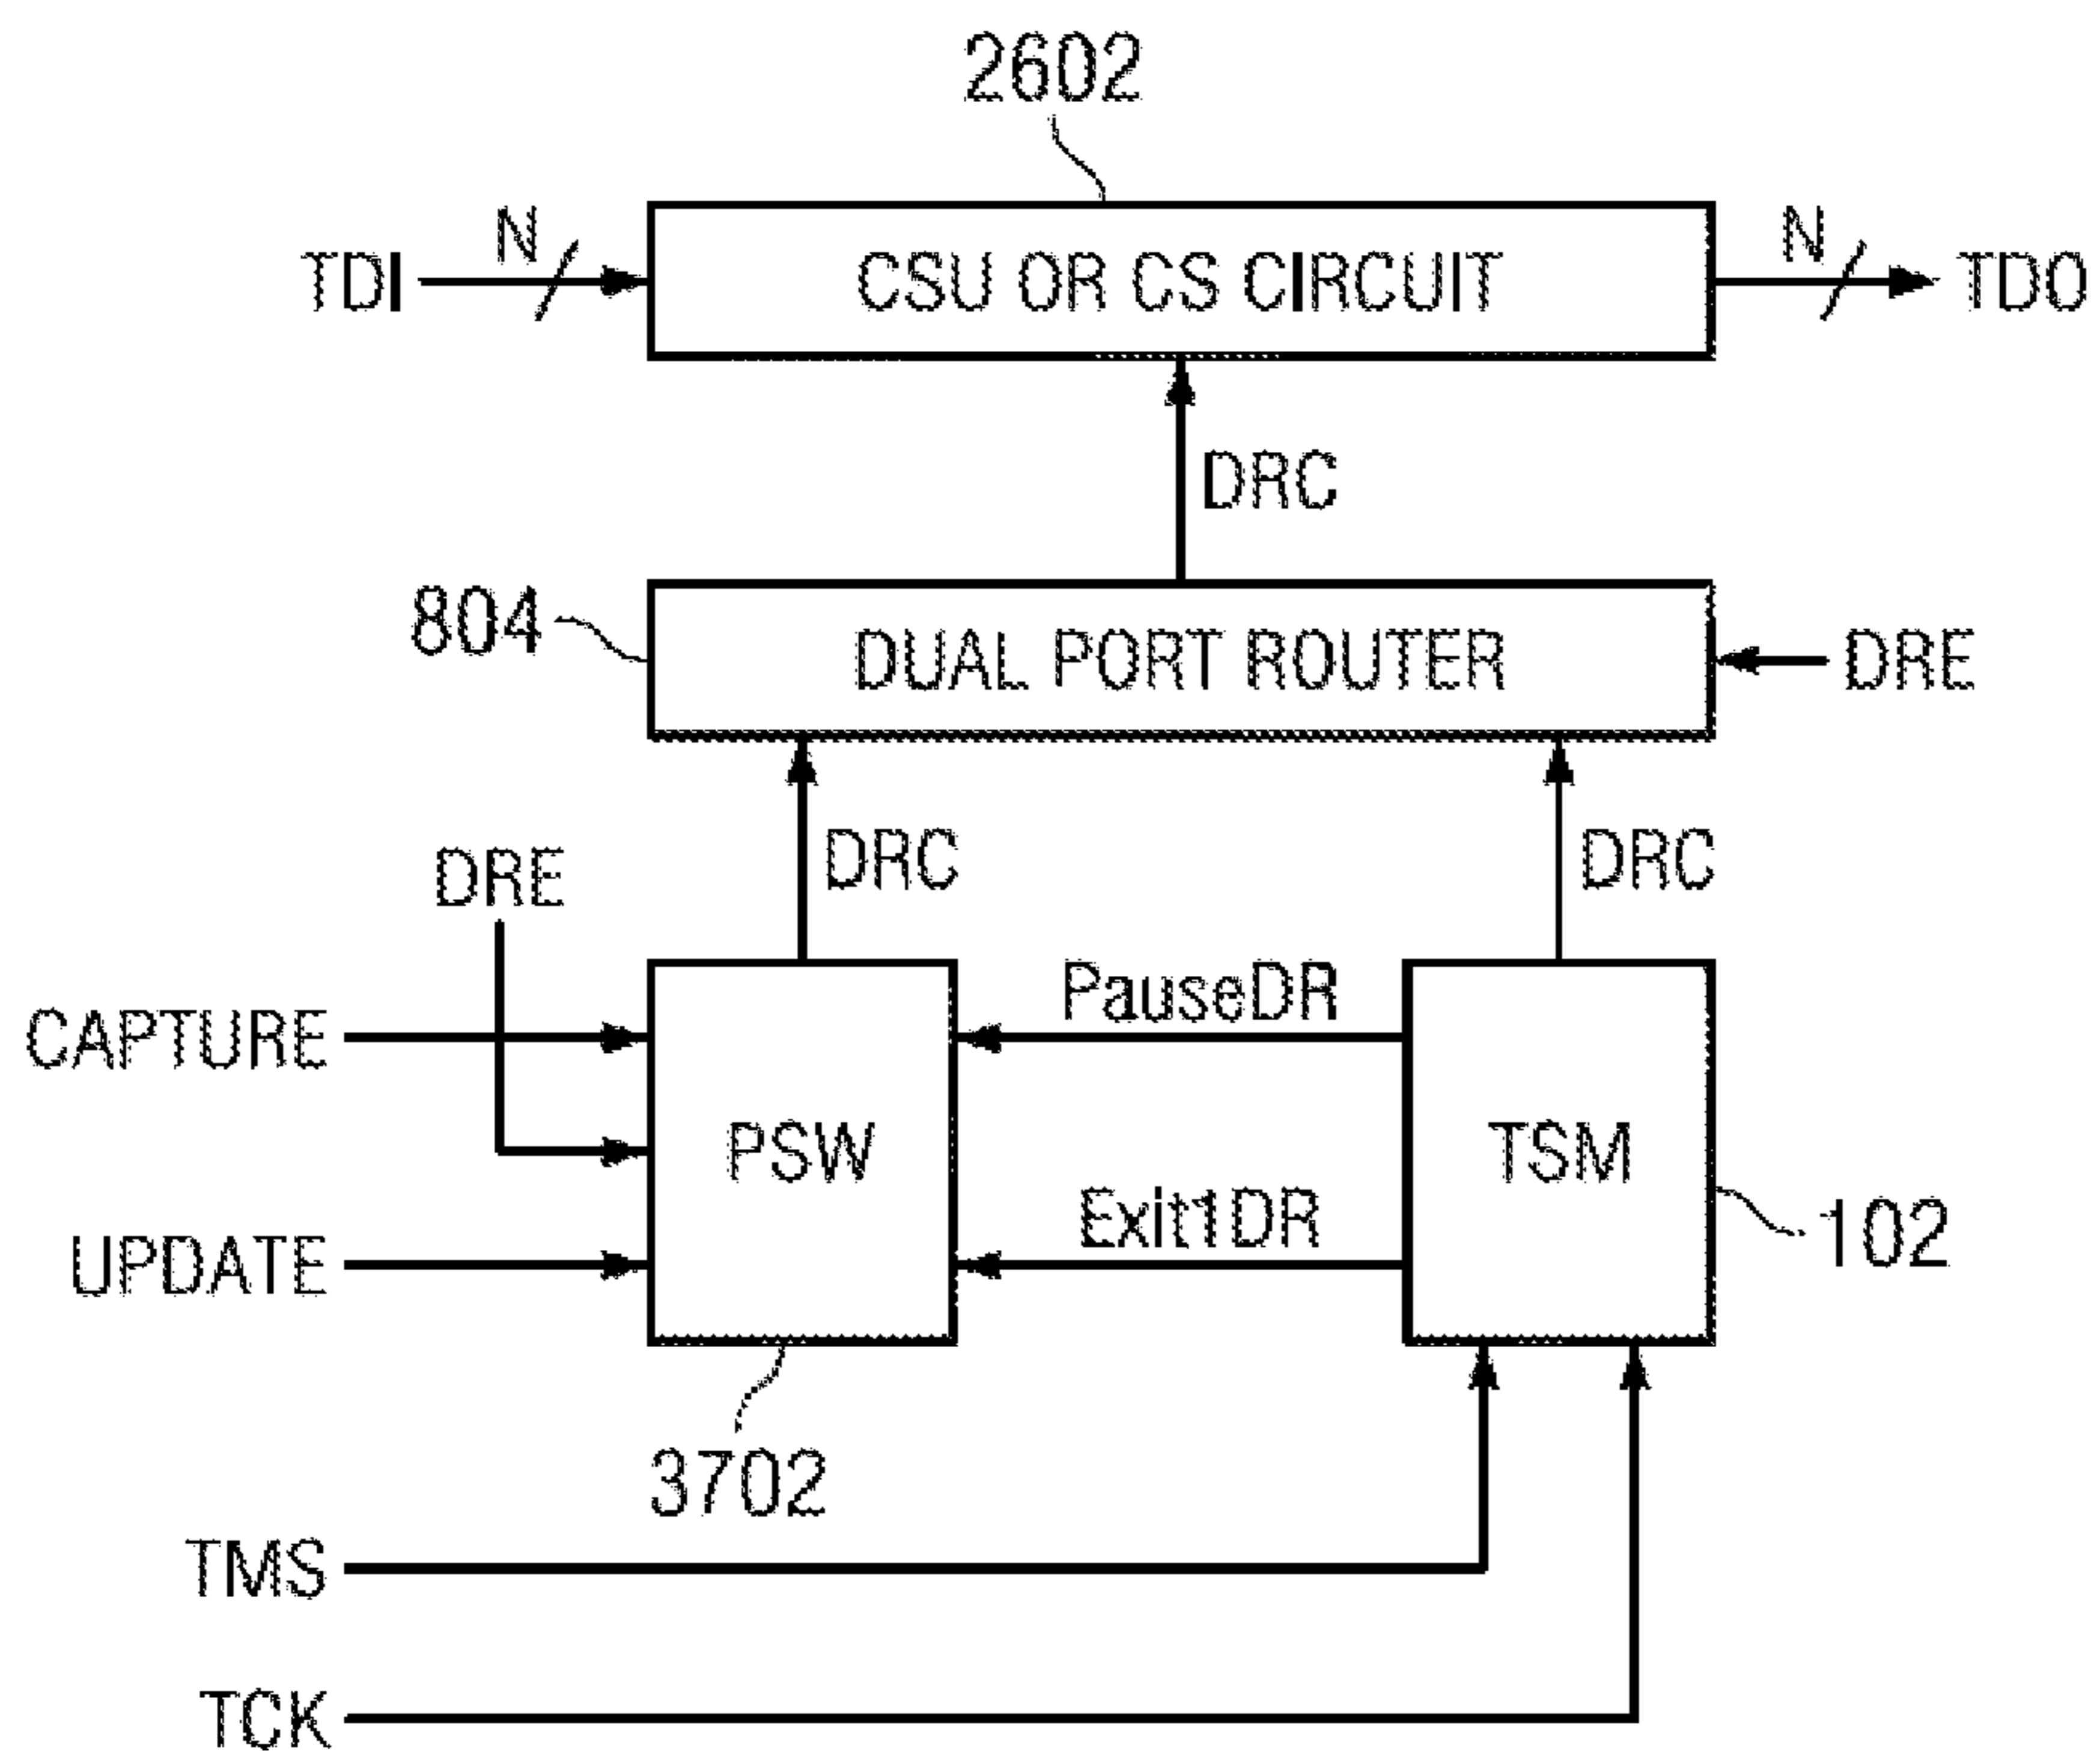 2602
N
N
TDI
CSU OR CS CIRCUIT
TDO
DRC
804
DUAL PORT ROUTER
DRE
DRC
DRC
DRE
PauseDR
CAPTURE
PSW
TSM
Exit1DR
102
UPDATE
3702
TMS
TCK